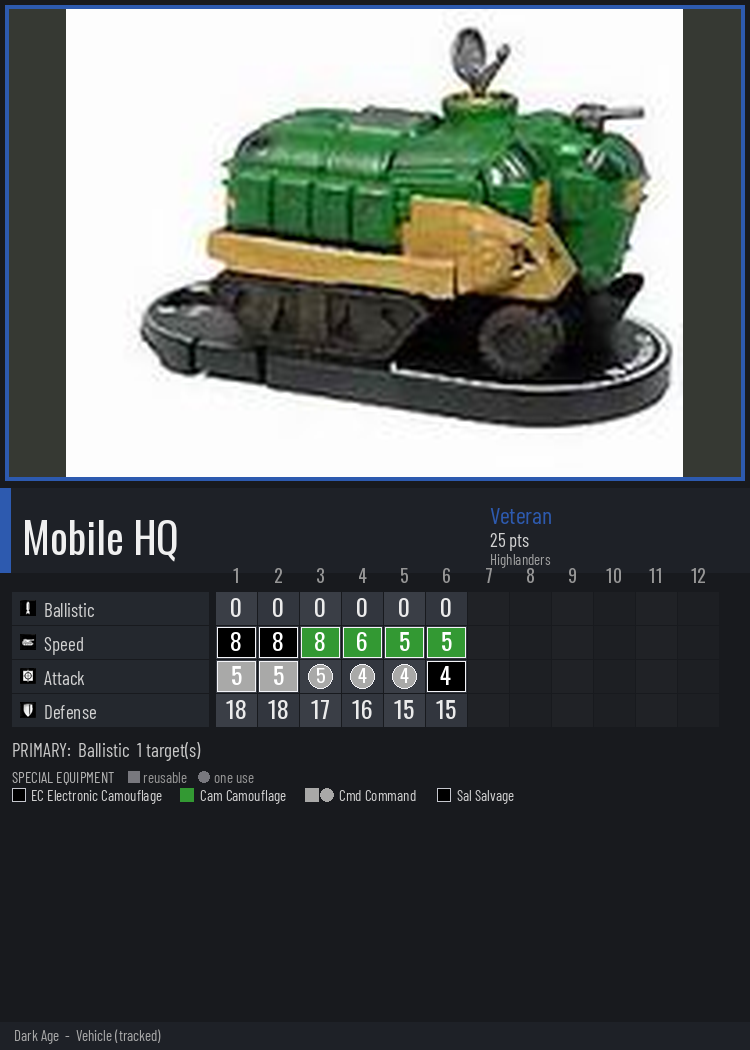 Mobile HQ
Veteran
25 pts
Highlanders
1 2 3 4 5 6 7 8 9 10 11 12
Ballistic 0 0 0 0 0 0
Speed 8 8 8 6 5 5
Attack 5 5 5 4 4 4
Defense 18 18 17 16 15 15
PRIMARY: Ballistic 1 target(s)
SPECIAL EQUIPMENT reusable one use
EC Electronic Camouflage Cam Camouflage Cmd Command Sal Salvage
Dark Age - Vehicle (tracked)